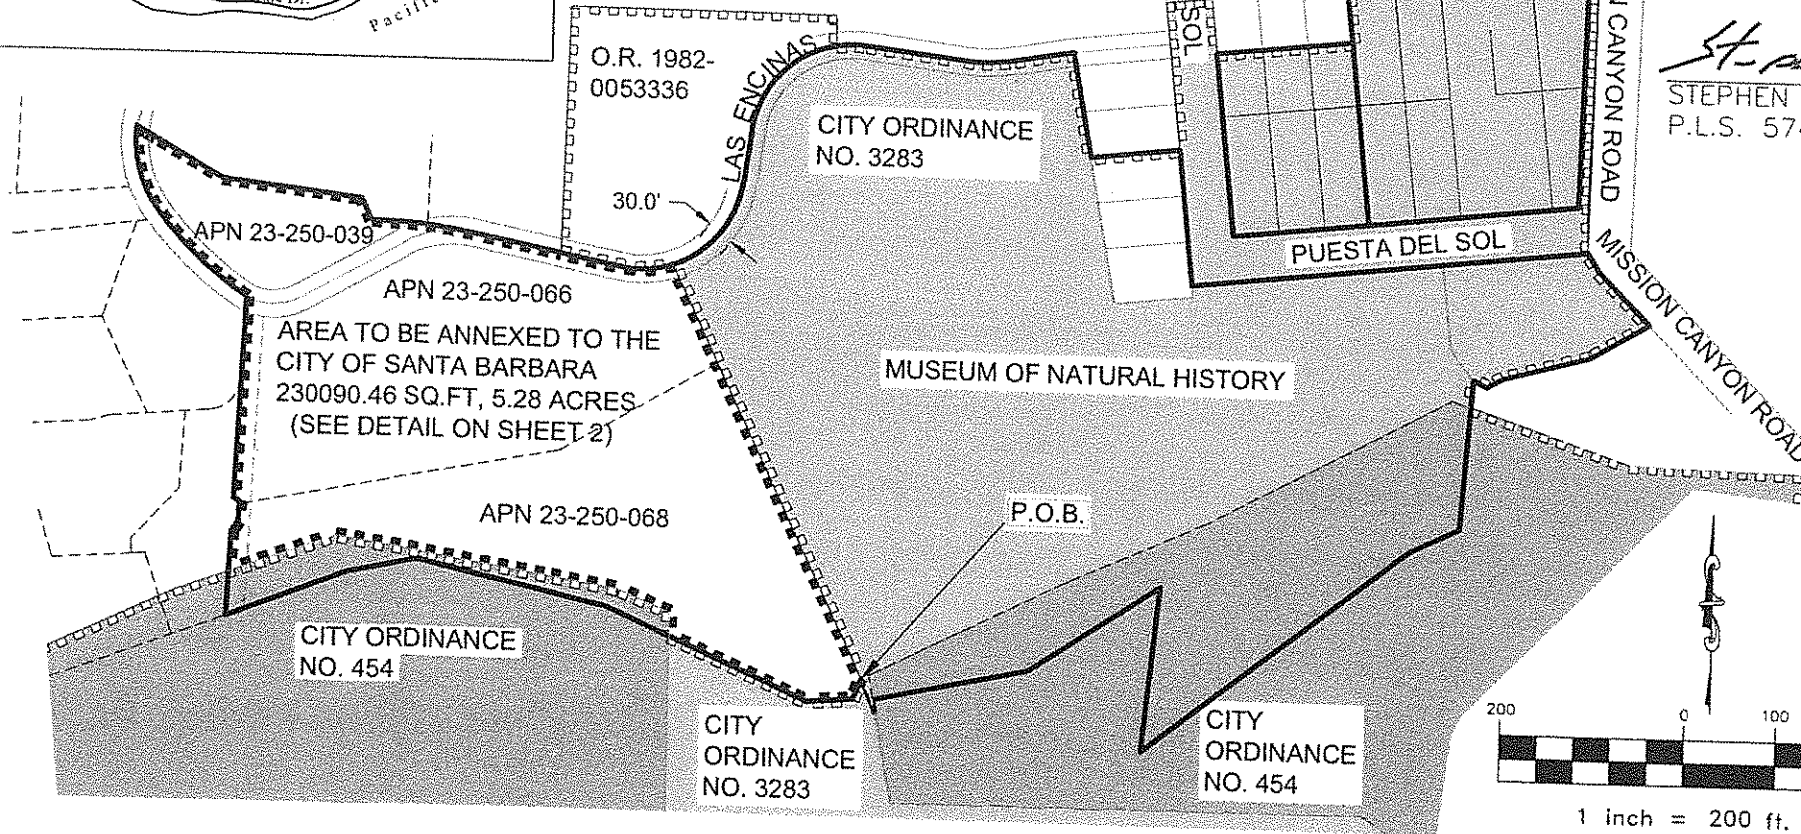 Pacific
O.R. 1982-
0053336
LAS ENCINAS
30.0'
CITY ORDINANCE
NO. 3283
SOL
CANYON ROAD
STEPHEN
P.L.S.
APN 23-250-039
APN 23-250-066
AREA TO BE ANNEXED TO THE
CITY OF SANTA BARBARA
230090.46 SQ.FT, 5.28 ACRES
(SEE DETAIL ON SHEET 2)
PUESTA DEL SOL
MISSION CANYON ROAD
MUSEUM OF NATURAL HISTORY
APN 23-250-068
P.O.B.
CITY ORDINANCE
NO. 454
CITY
ORDINANCE
NO. 3283
CITY
ORDINANCE
NO. 454
200
0
100
1 inch = 200 ft.